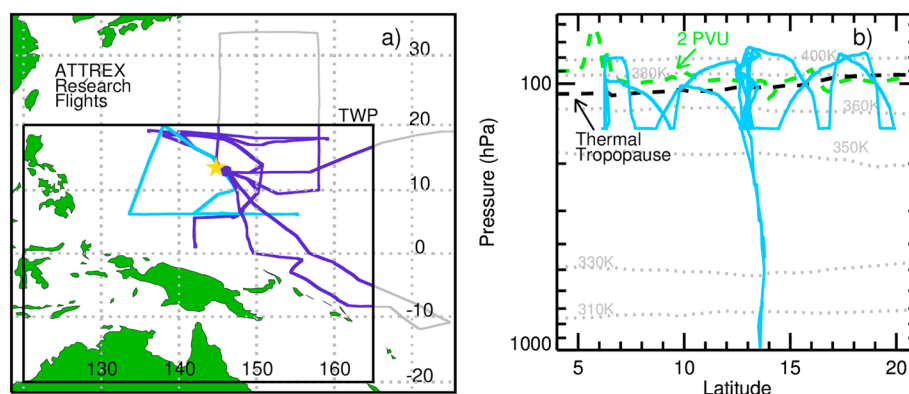 a)
30
ATTREX
Research
Flights
TWP
20
10
0
-10
-20
130 140 150 160
b)
2 PVU
400K
380K
100
360K
Thermal
Tropopause
350K
Pressure (hPa)
330K
310K
1000
5 10 15 20
Latitude